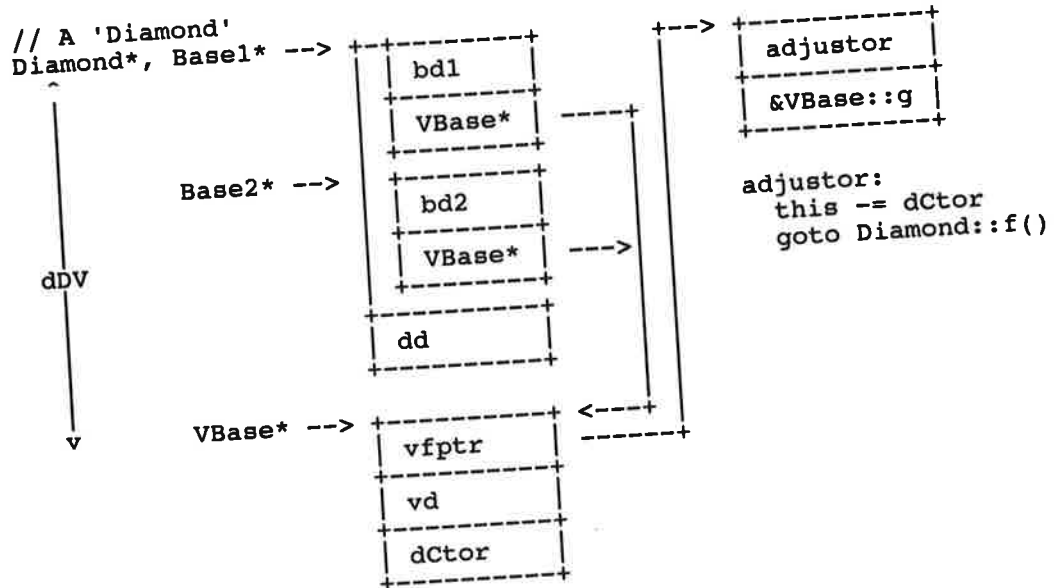 // A 'Diamond'
Diamond*, Base1* -->
bd1
VBase*
Base2* -->
bd2
VBase*
dDV
dd
VBase* -->
vfptr
vd
dCtor
adjustor
&VBase::g
adjustor:
this -= dCtor
goto Diamond::f()